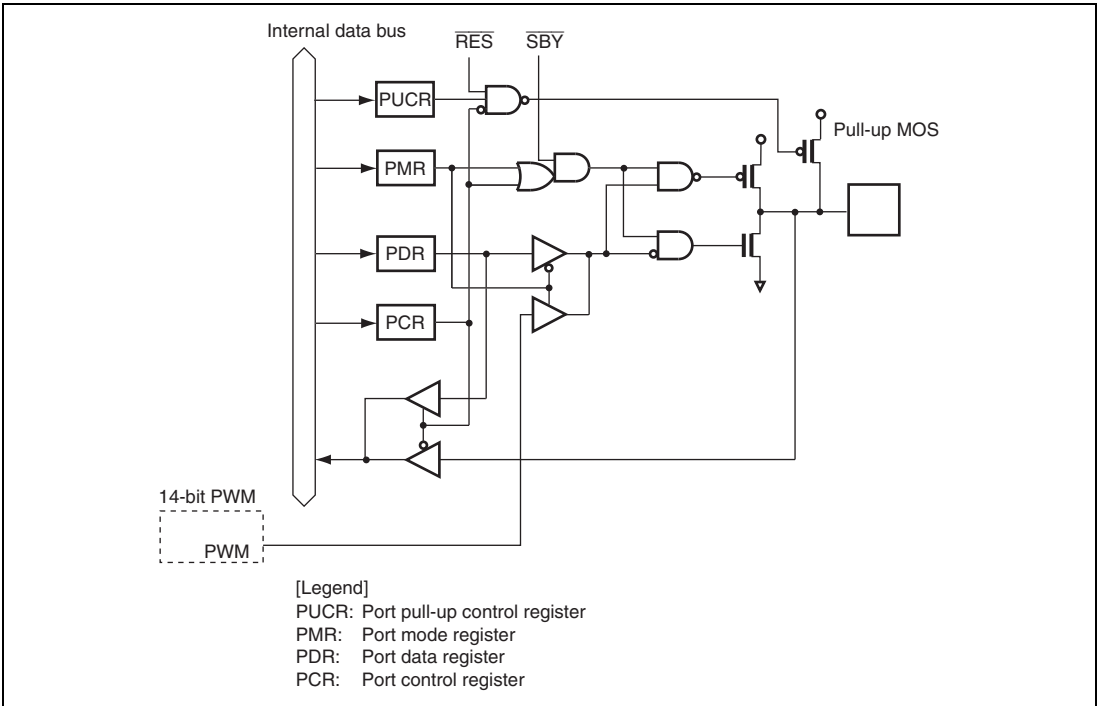 Internal data bus
RES
SBY
PUCR
Pull-up MOS
PMR
PDR
PCR
14-bit PWM
PWM
[Legend]
PUCR: Port pull-up control register
PMR: Port mode register
PDR: Port data register
PCR: Port control register